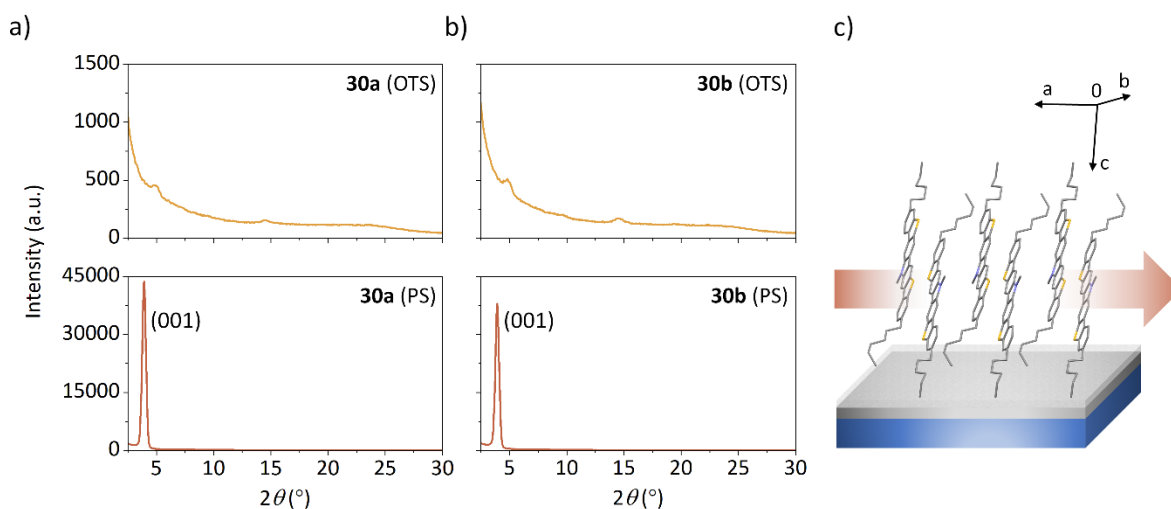 a)
b)
c)
Intensity (a.u.)
1500
1000
500
0
30a (OTS)
30b (OTS)
45000
30000
15000
0
30a (PS)
(001)
30b (PS)
(001)
5 10 15 20 25 30
5 10 15 20 25 30
2θ (°)
2θ (°)
a 0 b
c